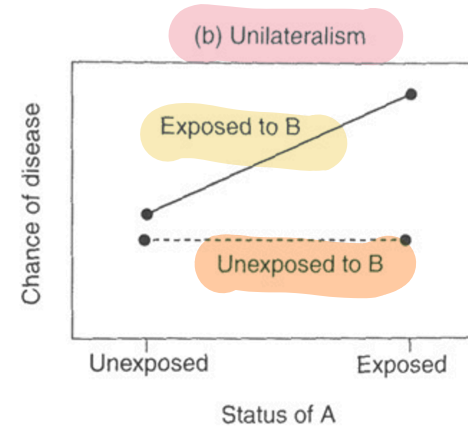 (b) Unilateralism
Exposed to B
Unexposed to B
Chance of disease
Unexposed
Exposed
Status of A